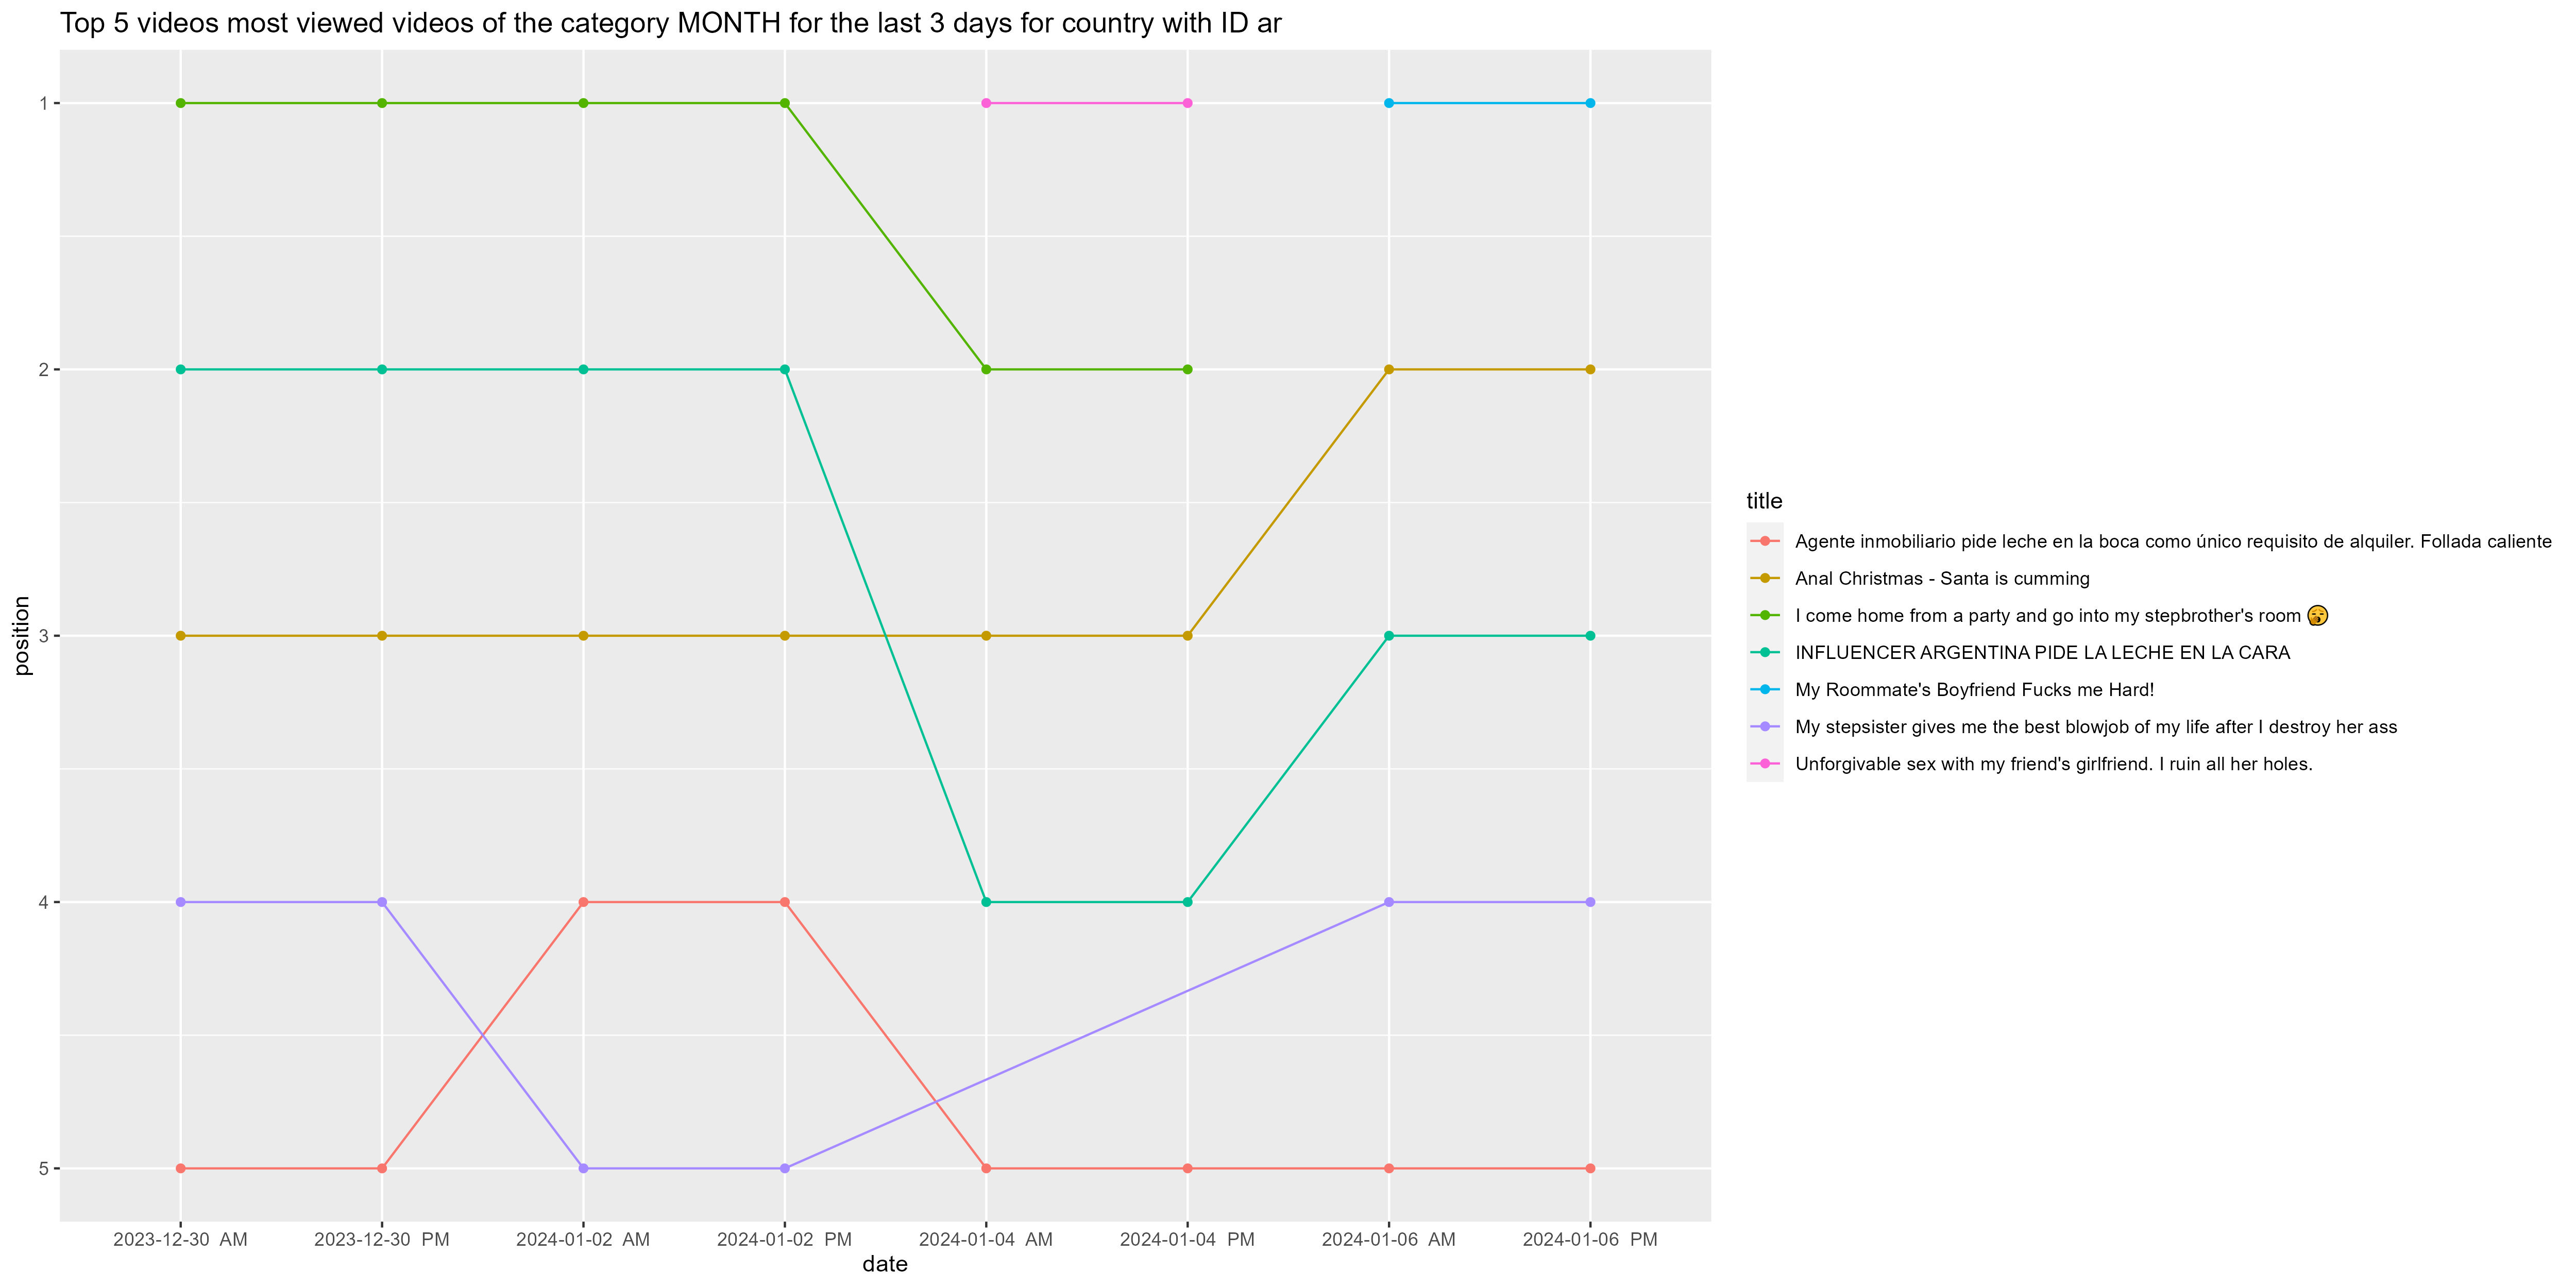 Top 5 videos most viewed videos of the category MONTH for the last 3 days for country with ID ar
position
1
2
3
4
5
2023-12-30 AM
2023-12-30 PM
2024-01-02 AM
2024-01-02 PM
2024-01-04 AM
2024-01-04 PM
2024-01-06 AM
2024-01-06 PM
date
title
Agente inmobiliario pide leche en la boca como único requisito de alquiler. Follada caliente
Anal Christmas - Santa is cumming
I come home from a party and go into my stepbrother's room 🥱
INFLUENCER ARGENTINA PIDE LA LECHE EN LA CARA
My Roommate's Boyfriend Fucks me Hard!
My stepsister gives me the best blowjob of my life after I destroy her ass
Unforgivable sex with my friend's girlfriend. I ruin all her holes.